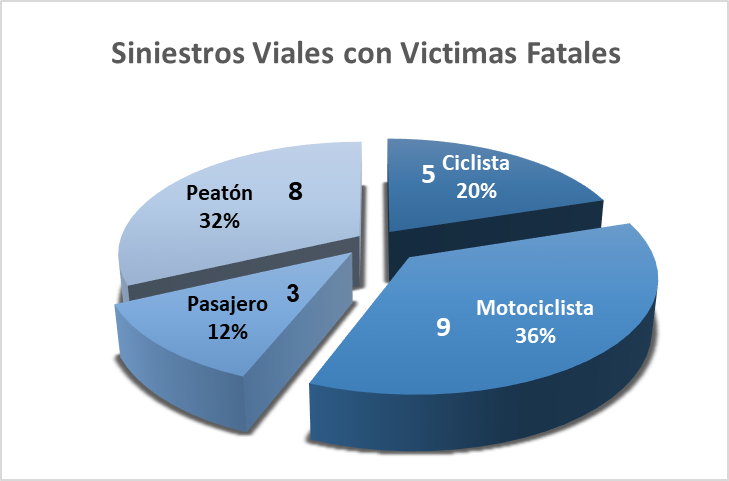 Siniestros Viales con Victimas Fatales
5 Ciclista
20%
Peatón 8
32%
Pasajero 3
12%
9 Motociclista
36%